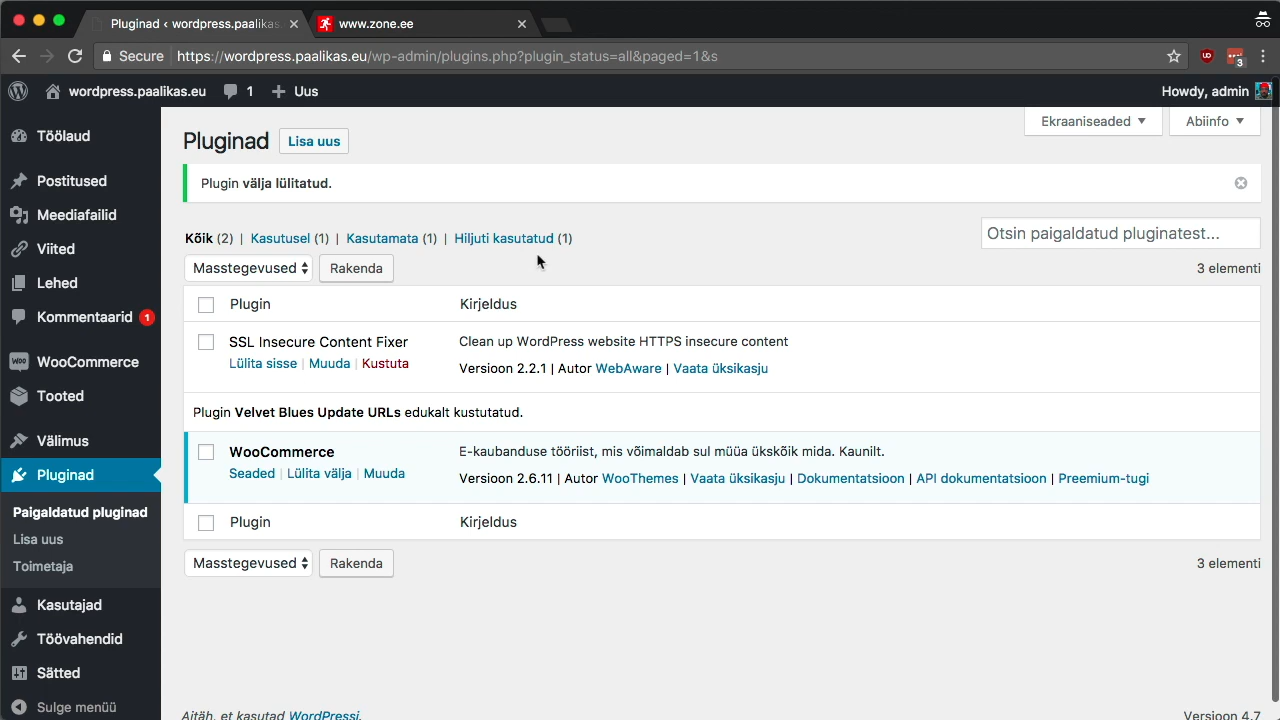 Pluginad ‹ wordpress.paalikas
www.zone.ee
Secure
https://wordpress.paalikas.eu/wp-admin/plugins.php?plugin_status=all&paged=1&s
3
wordpress.paalikas.eu
1
Uus
Howdy, admin
Töölaud
Postitused
Meediafailid
Viited
Lehed
Kommentaarid 1
WooCommerce
Tooted
Välimus
Pluginad
Paigaldatud pluginad
Lisa uus
Toimetaja
Kasutajad
Töövahendid
Sätted
Sulge menüü
Ekraaniseaded
Abiinfo
Pluginad
Lisa uus
Plugin välja lülitatud.
Kõik (2) | Kasutusel (1) | Kasutamata (1) | Hiljuti kasutatud (1)
Otsin paigaldatud pluginatest...
Masstegevused
Rakenda
3 elementi
Plugin
Kirjeldus
SSL Insecure Content Fixer
Lülita sisse | Muuda | Kustuta
Clean up WordPress website HTTPS insecure content
Versioon 2.2.1 | Autor WebAware | Vaata üksikasju
Plugin Velvet Blues Update URLs edukalt kustutatud.
WooCommerce
Seaded | Lülita välja | Muuda
E-kaubanduse tööriist, mis võimaldab sul müüa ükskõik mida. Kaunilt.
Versioon 2.6.11 | Autor WooThemes | Vaata üksikasju | Dokumentatsioon | API dokumentatsioon | Preemium-tugi
Plugin
Kirjeldus
Masstegevused
Rakenda
3 elementi
Aitäh, et kasutad WordPressi.
Versioon 4.7